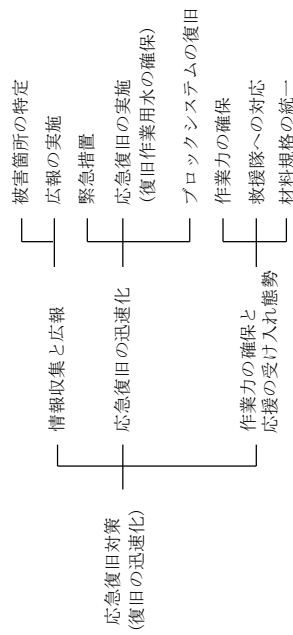 応急復旧対策
(復旧の迅速化)
情報収集と広報
被害箇所の特定
広報の実施
応急復旧の迅速化
緊急措置
応急復旧の実施
(復旧作業用水の確保)
ブロックシステムの復旧
作業力の確保と
応援の受け入れ態勢
作業力の確保
救援隊への対応
材料規格の統一